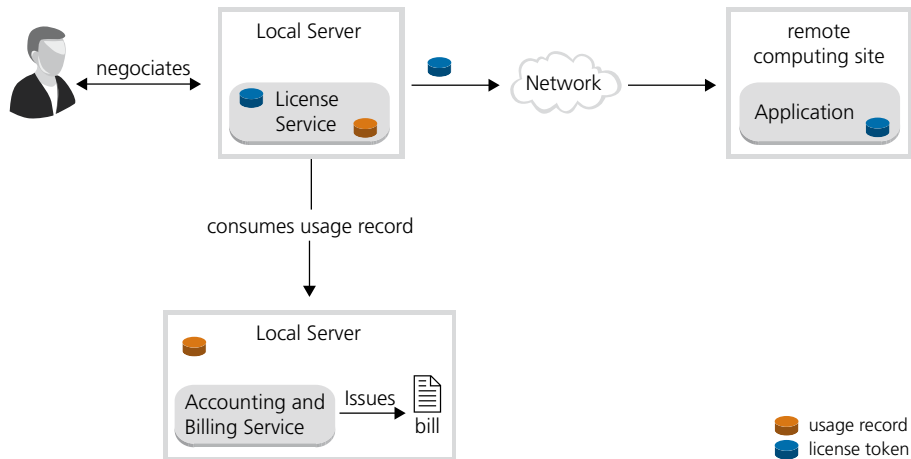 negociates
Local Server
License
Service
Network
remote
computing site
Application
consumes usage record
Local Server
Accounting and
Billing Service
Issues
bill
usage record
license token